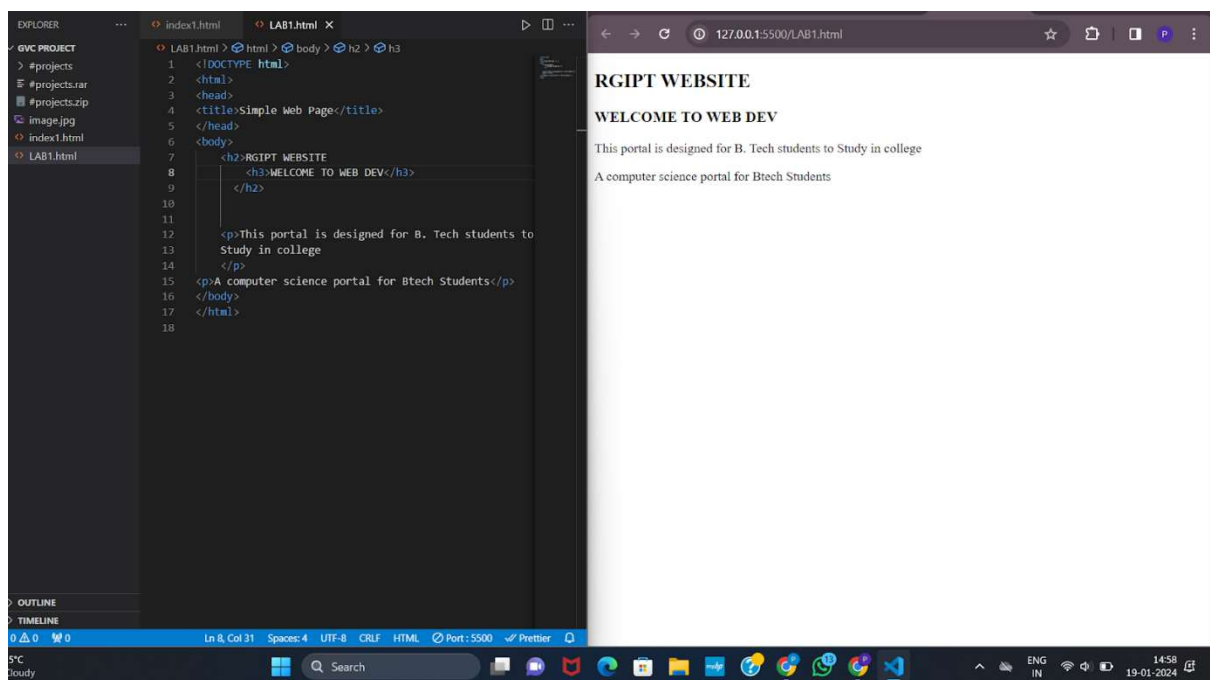 EXPLORER ···
GVC PROJECT
#projects
#projects.rar
#projects.zip
image.jpg
index1.html
LAB1.html
OUTLINE
TIMELINE
index1.html LAB1.html
LAB1.html > html > body > h2 > h3
1 <!DOCTYPE html>
2 <html>
3 <head>
4 <title>Simple Web Page</title>
5 </head>
6 <body>
7 <h2>RGIPT WEBSITE
8 <h3>WELCOME TO WEB DEV</h3>
9 </h2>
10
11
12 <p>This portal is designed for B. Tech students to
13 Study in college
14 </p>
15 <p>A computer science portal for Btech Students</p>
16 </body>
17 </html>
18
0 0 0 Ln 8, Col 31 Spaces: 4 UTF-8 CRLF HTML Port : 5500 Prettier
127.0.0.1:5500/LAB1.html P
RGIPT WEBSITE
WELCOME TO WEB DEV
This portal is designed for B. Tech students to Study in college
A computer science portal for Btech Students
5°C
Cloudy
Search
ENG
IN
14:58
19-01-2024